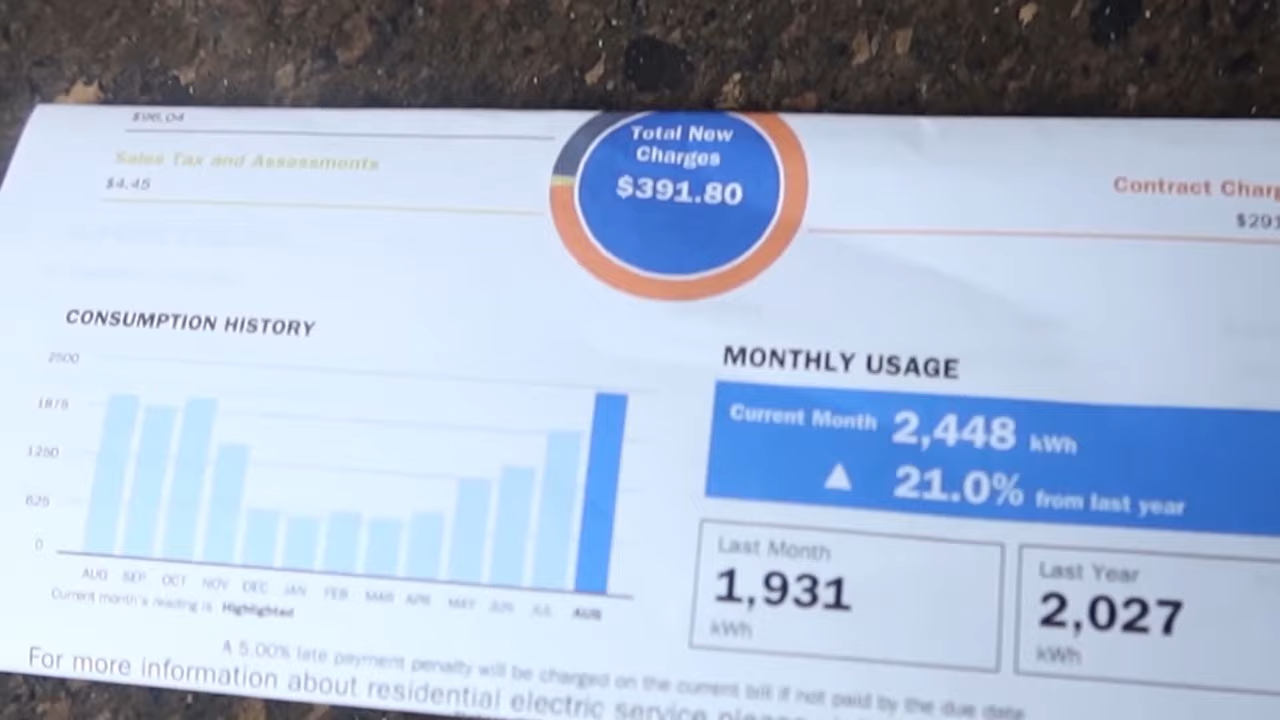 $96.04
Sales Tax and Assessments
$4.45
Total New
Charges
$391.80
Contract Charg
$291
CONSUMPTION HISTORY
2500
1875
1250
625
0
AUG SEP OCT NOV DEC JAN FEB MAR APR MAY JUN JUL AUG
Current month's reading is Highlighted
MONTHLY USAGE
Current Month 2,448 kWh
▲ 21.0% from last year
Last Month
1,931
kWh
Last Year
2,027
kWh
A 5.00% late payment penalty will be charged on the current bill if not paid by the due date
For more information about residential electric service please